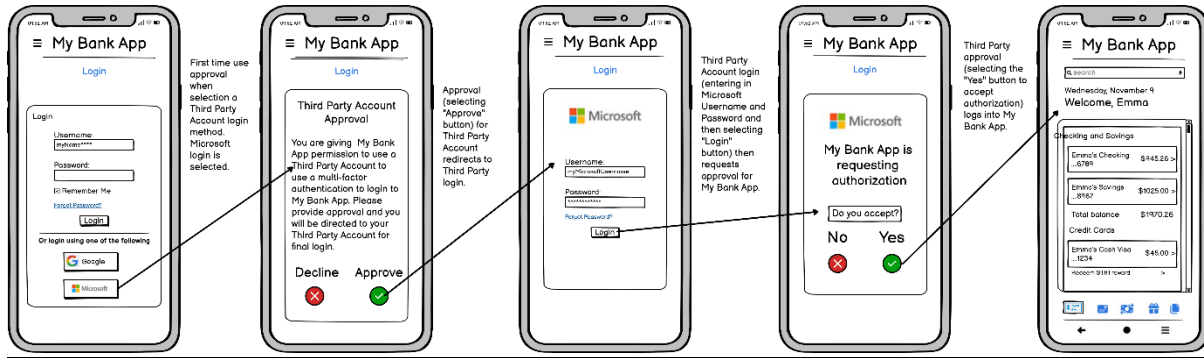 My Bank App
Login
Login
Username:
myName****
Password:
Remember Me
Forgot Password?
Login
Or login using one of the following
Google
Microsoft
First time use
approval
when
selection a
Third Party
Account login
method.
Microsoft
login is
selected.
My Bank App
Login
Third Party Account
Approval
You are giving My Bank
App permission to use a
Third Party Account to
use a multi-factor
authentication to login to
My Bank App. Please
provide approval and you
will be directed to your
Third Party Account for
final login.
Decline Approve
Approval
(selecting
"Approve"
button) for
Third Party
Account
redirects to
Third Party
login.
My Bank App
Login
Microsoft
Username:
myMicrosoftUsername
Password:
***********
Forgot Password?
Login
Third Party
Account login
(entering in
Microsoft
Username and
Password and
then selecting
"Login"
button) then
requests
approval for
My Bank App.
My Bank App
Login
Microsoft
My Bank App is
requesting
authorization
Do you accept?
No Yes
Third Party
approval
(selecting the
"Yes" button to
accept
authorization)
logs into My
Bank App.
My Bank App
search
Wednesday, November 9
Welcome, Emma
Checking and Savings
Emma's Checking
...6789
$945.26 >
Emma's Savings
...8967
$1025.00 >
Total balance $1970.26
Credit Cards
Emma's Cash Visa
...1234
$45.00 >
reward >